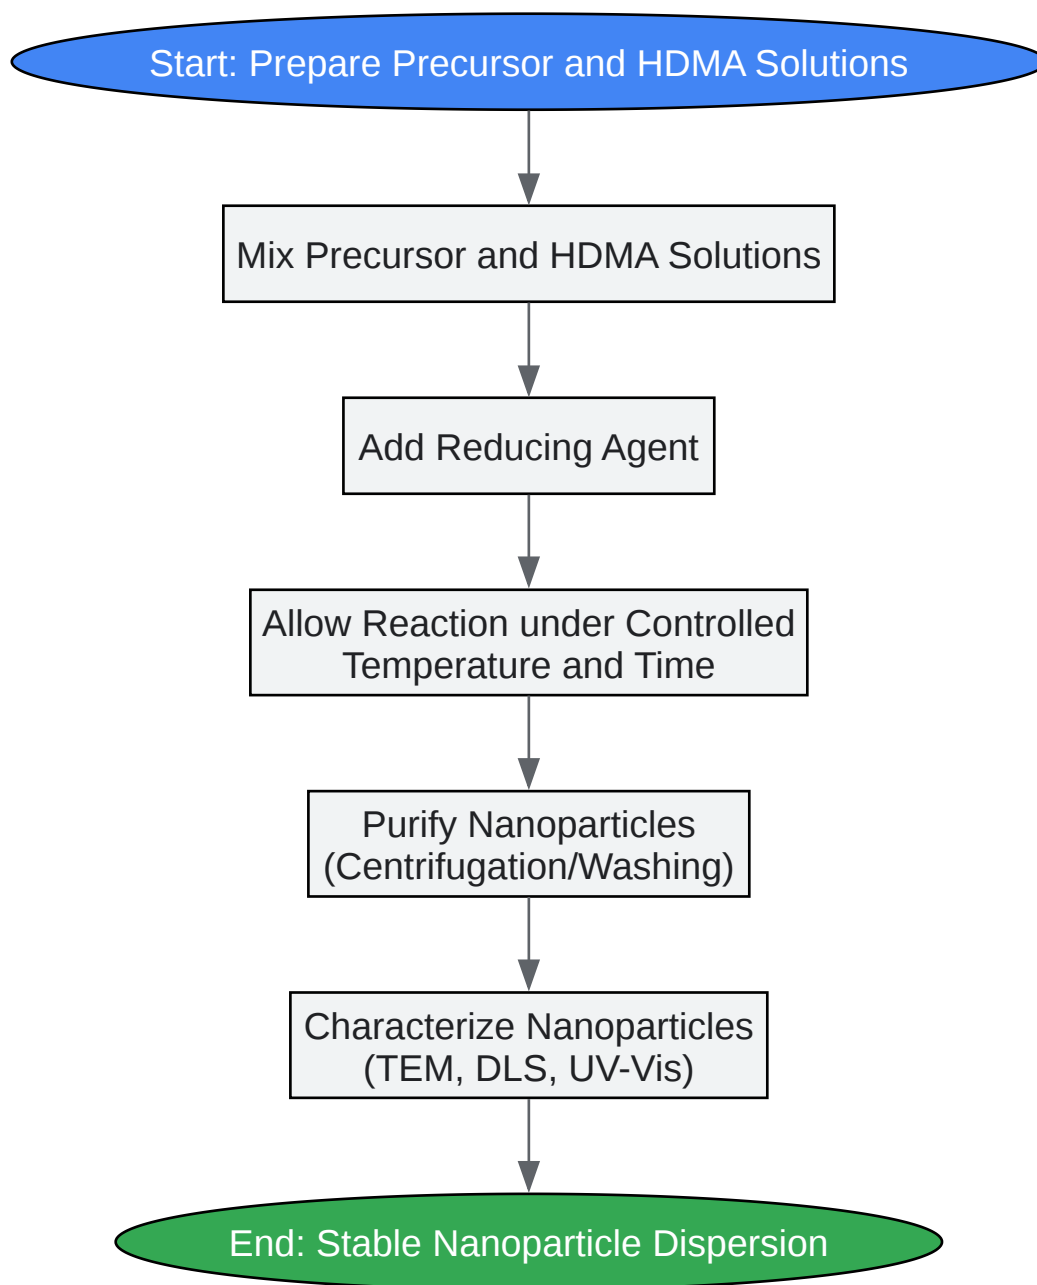 Start: Prepare Precursor and HDMA Solutions
Mix Precursor and HDMA Solutions
Add Reducing Agent
Allow Reaction under Controlled
Temperature and Time
Purify Nanoparticles
(Centrifugation/Washing)
Characterize Nanoparticles
(TEM, DLS, UV-Vis)
End: Stable Nanoparticle Dispersion